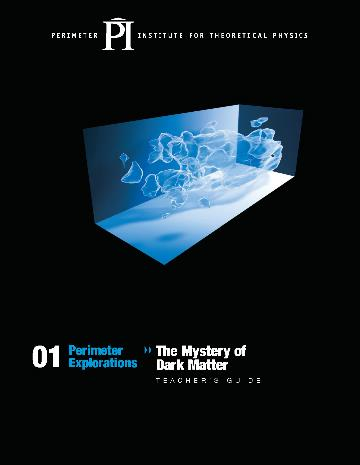 PERIMETER PI INSTITUTE FOR THEORETICAL PHYSICS
01 Perimeter Explorations
The Mystery of
Dark Matter
TEACHER'S GUIDE